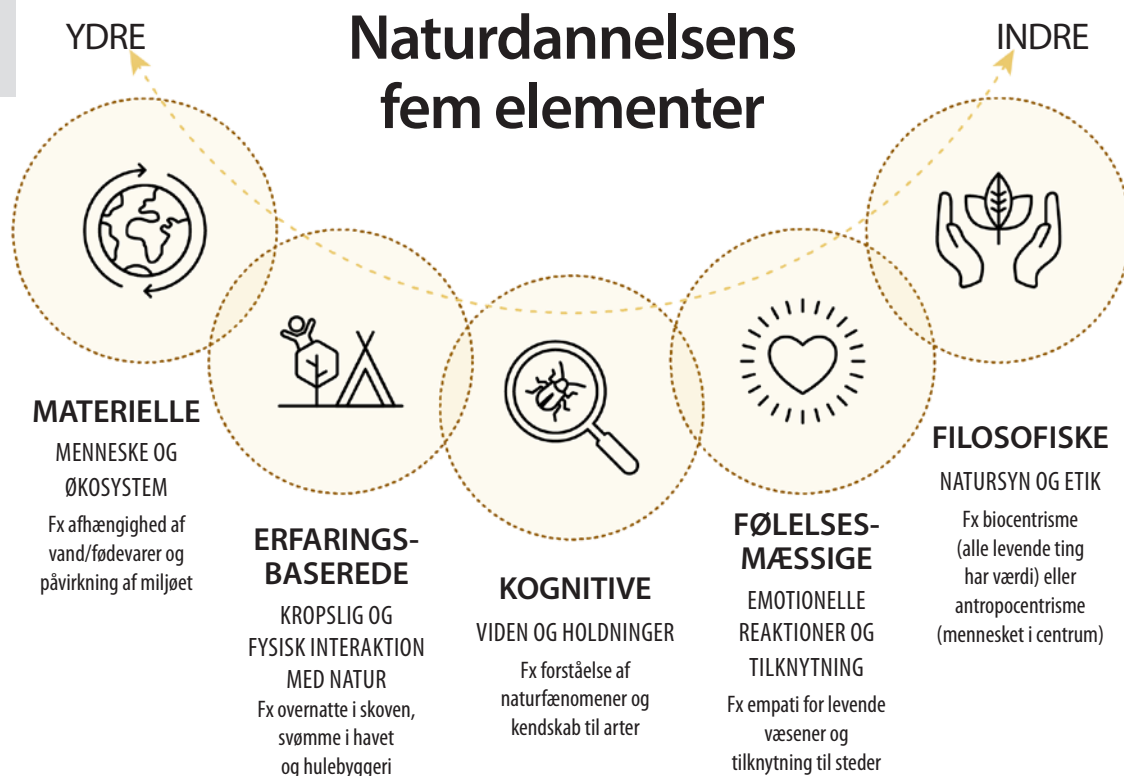 YDRE
Naturdannelsens
fem elementer
INDRE
MATERIELLE
MENNESKE OG
ØKOSYSTEM
Fx afhængighed af
vand/fødevarer og
påvirkning af miljøet
ERFARINGS-
BASEREDE
KROPSLIG OG
FYSISK INTERAKTION
MED NATUR
Fx overnatte i skoven,
svømme i havet
og hulebyggeri
KOGNITIVE
VIDEN OG HOLDNINGER
Fx forståelse af
naturfænomener og
kendskab til arter
FØLELSES-
MÆSSIGE
EMOTIONELLE
REAKTIONER OG
TILKNYTNING
Fx empati for levende
væsener og
tilknytning til steder
FILOSOFISKE
NATURSYN OG ETIK
Fx biocentrisme
(alle levende ting
har værdi) eller
antropocentrisme
(mennesket i centrum)